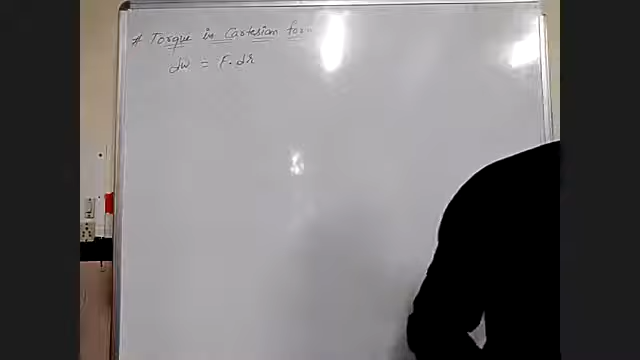 # Torque in Cartesian form
dw = F. dr